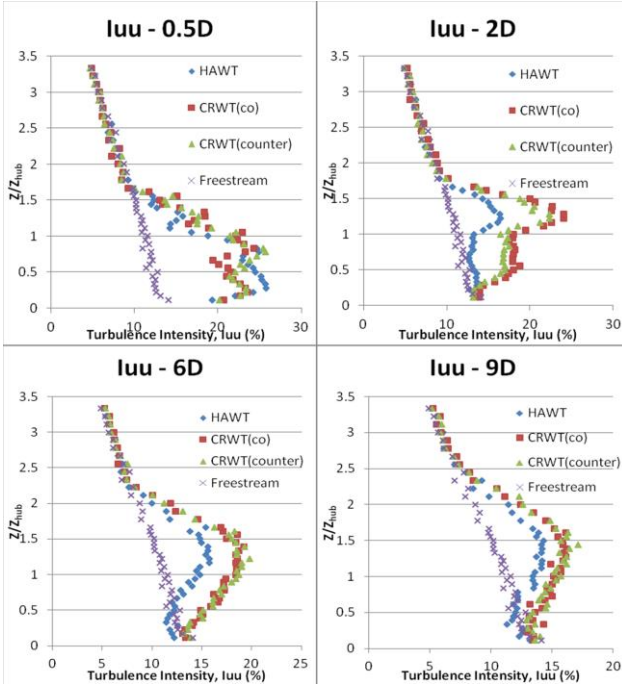 Iuu - 0.5D
Z/Zhub
3.5
3
2.5
2
1.5
1
0.5
0
0
10
20
30
Turbulence Intensity, Iuu (%)
HAWT
CRWT(co)
CRWT(counter)
Freestream
Iuu - 2D
Z/Zhub
3.5
3
2.5
2
1.5
1
0.5
0
0
10
20
30
Turbulence Intensity, Iuu (%)
HAWT
CRWT(co)
CRWT(counter)
Freestream
Iuu - 6D
Z/Zhub
3.5
3
2.5
2
1.5
1
0.5
0
0
5
10
15
20
25
Turbulence Intensity, Iuu (%)
HAWT
CRWT(co)
CRWT(counter)
Freestream
Iuu - 9D
Z/Zhub
3.5
3
2.5
2
1.5
1
0.5
0
0
5
10
15
20
Turbulence Intensity, Iuu (%)
HAWT
CRWT(co)
CRWT(counter)
Freestream